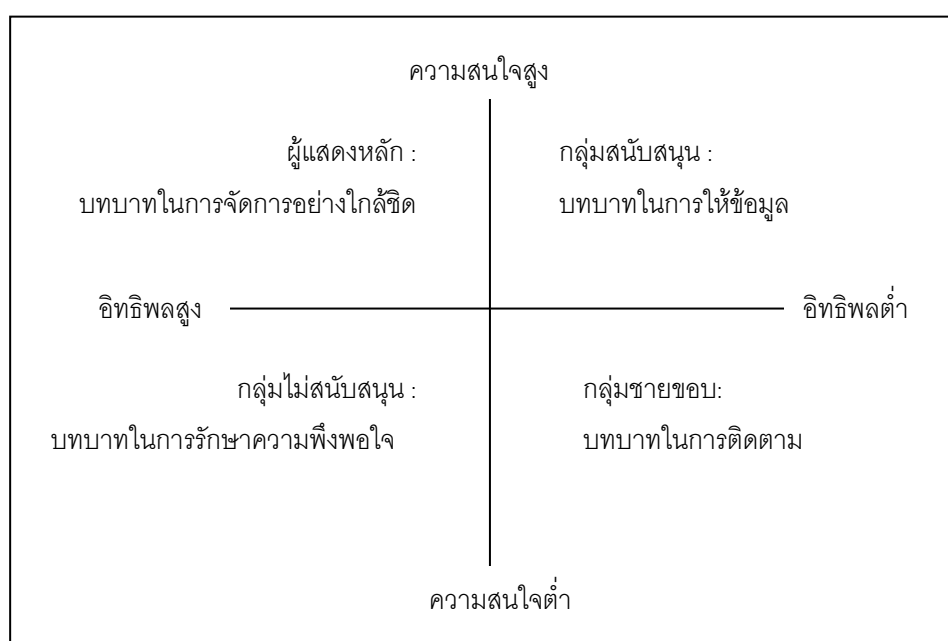 ความสนใจสูง
ผู้แสดงหลัก :
บทบาทในการจัดการอย่างใกล้ชิด
กลุ่มสนับสนุน :
บทบาทในการให้ข้อมูล
อิทธิพลสูง
อิทธิพลต่ำ
กลุ่มไม่สนับสนุน :
บทบาทในการรักษาความพึงพอใจ
กลุ่มชายขอบ:
บทบาทในการติดตาม
ความสนใจต่ำ